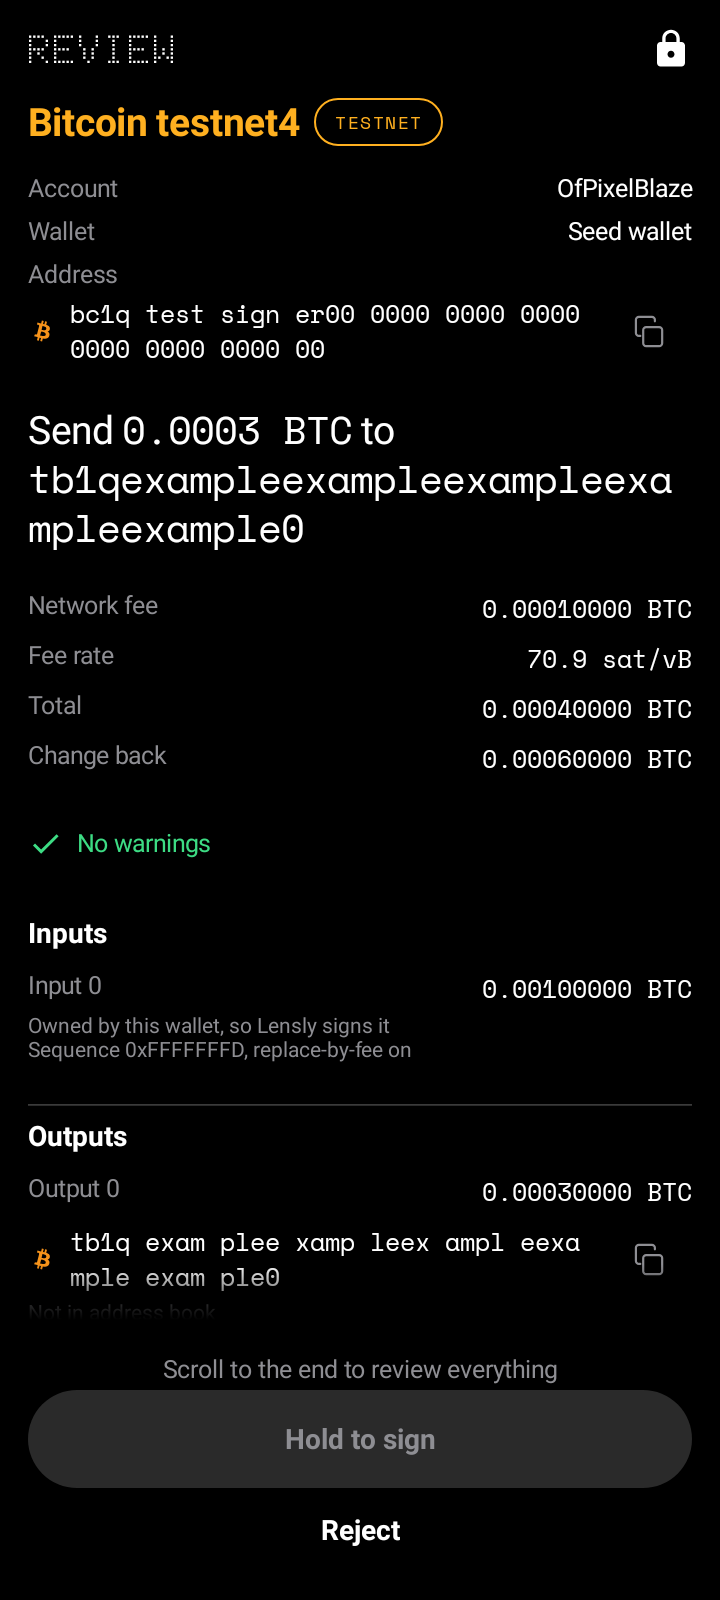 REVIEW
Bitcoin testnet4 TESTNET
Account OfPixelBlaze
Wallet Seed wallet
Address
bc1q test sign er00 0000 0000 0000
0000 0000 0000 00
Send 0.0003 BTC to
tb1qexampleexampleexampleexa
mpleexample0
Network fee 0.00010000 BTC
Fee rate 70.9 sat/vB
Total 0.00040000 BTC
Change back 0.00060000 BTC
No warnings
Inputs
Input 0 0.00100000 BTC
Owned by this wallet, so Lensly signs it
Sequence 0xFFFFFFFD, replace-by-fee on
Outputs
Output 0 0.00030000 BTC
tb1q exam plee xamp leex ampl eexa
mple exam ple0
Not in address book
Scroll to the end to review everything
Hold to sign
Reject